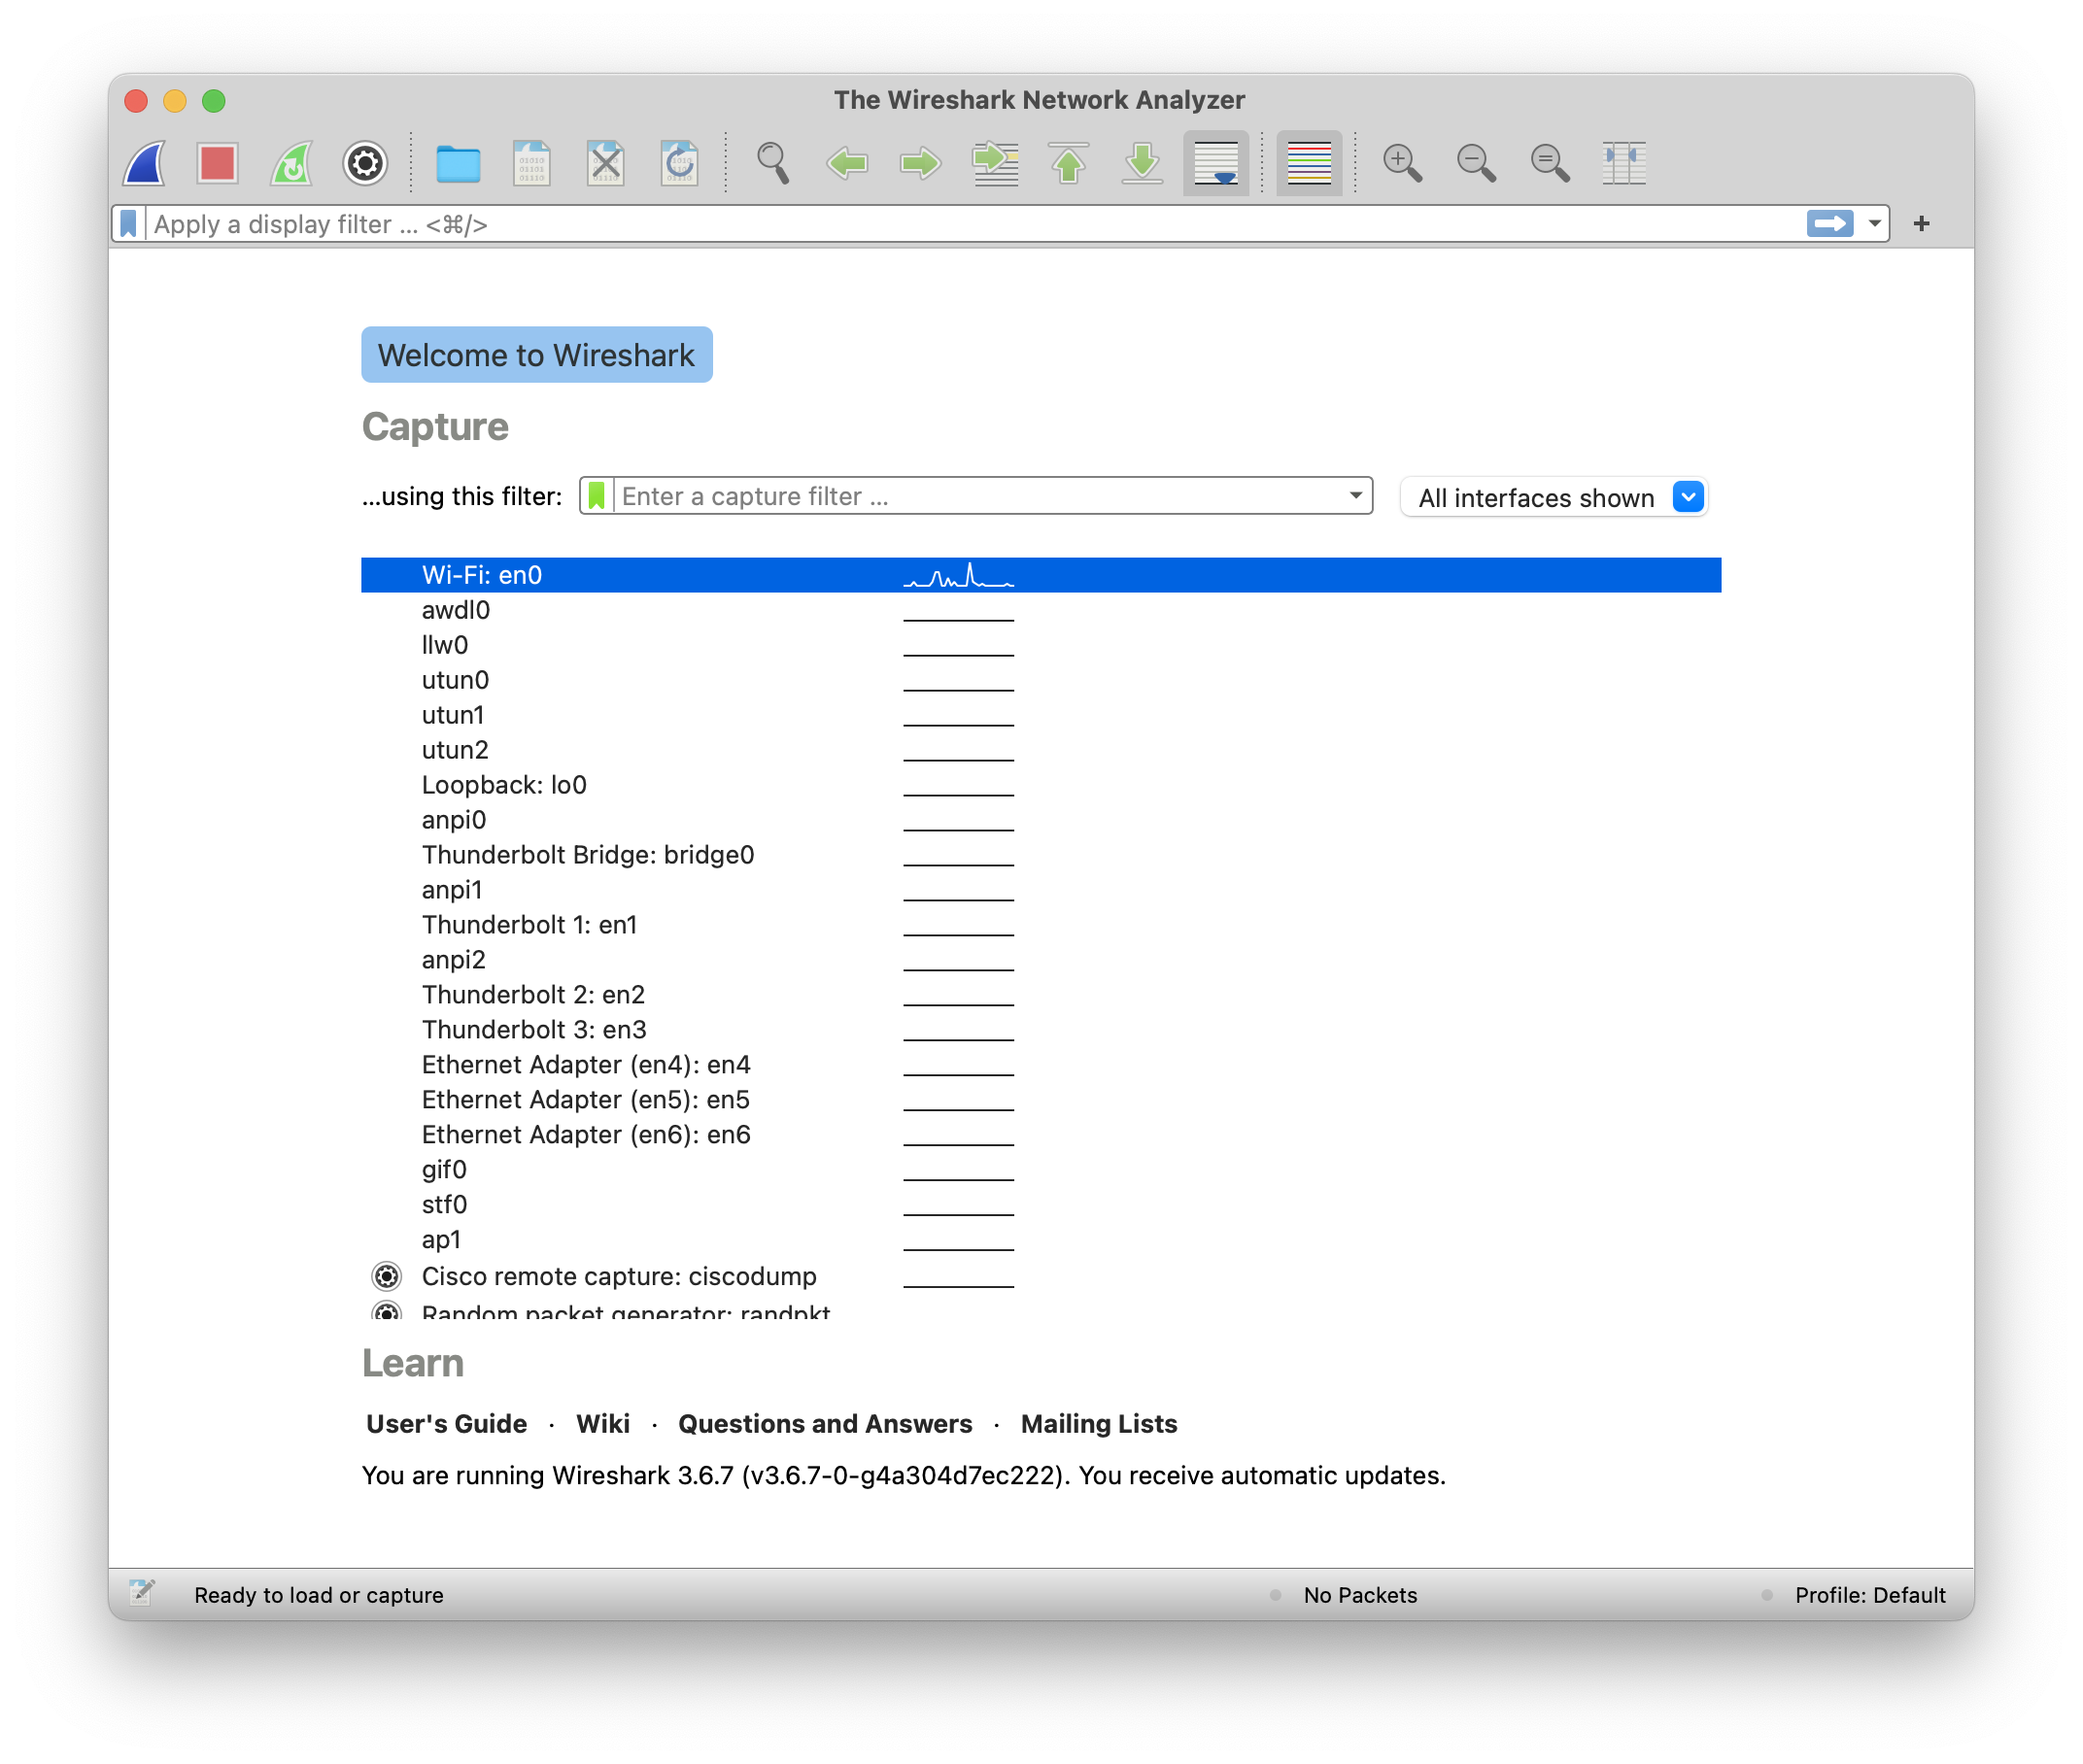 The Wireshark Network Analyzer
Apply a display filter ... <⌘/>
+
Welcome to Wireshark
Capture
...using this filter: Enter a capture filter ... All interfaces shown
Wi-Fi: en0
awdl0
llw0
utun0
utun1
utun2
Loopback: lo0
anpi0
Thunderbolt Bridge: bridge0
anpi1
Thunderbolt 1: en1
anpi2
Thunderbolt 2: en2
Thunderbolt 3: en3
Ethernet Adapter (en4): en4
Ethernet Adapter (en5): en5
Ethernet Adapter (en6): en6
gif0
stf0
ap1
Cisco remote capture: ciscodump
Random packet generator: randpkt
Learn
User's Guide · Wiki · Questions and Answers · Mailing Lists
You are running Wireshark 3.6.7 (v3.6.7-0-g4a304d7ec222). You receive automatic updates.
Ready to load or capture No Packets Profile: Default